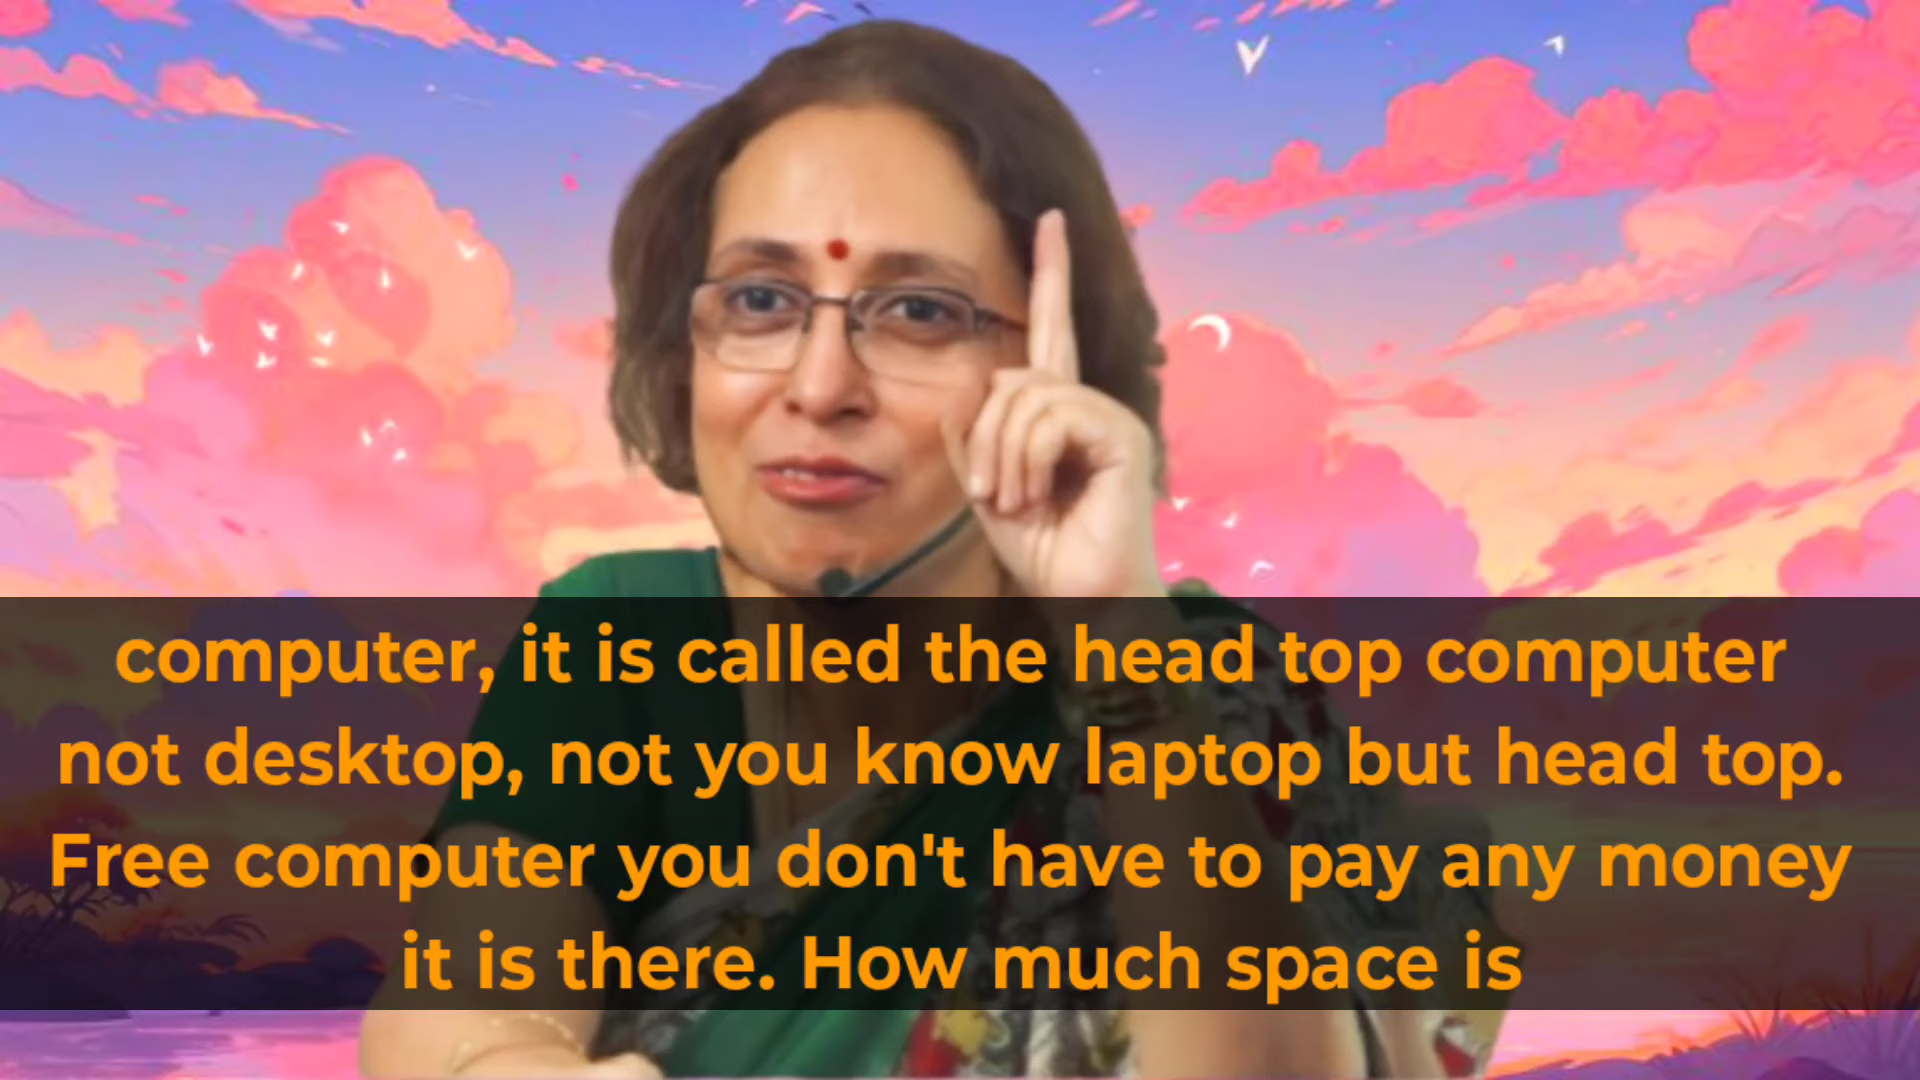 computer, it is called the head top computer
not desktop, not you know laptop but head top.
Free computer you don't have to pay any money
it is there. How much space is